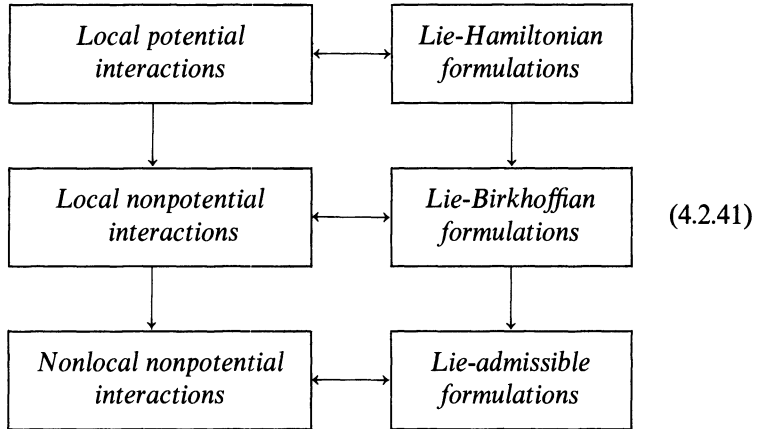 Local potential
interactions
Lie-Hamiltonian
formulations
Local nonpotential
interactions
Lie-Birkhoffian
formulations
(4.2.41)
Nonlocal nonpotential
interactions
Lie-admissible
formulations